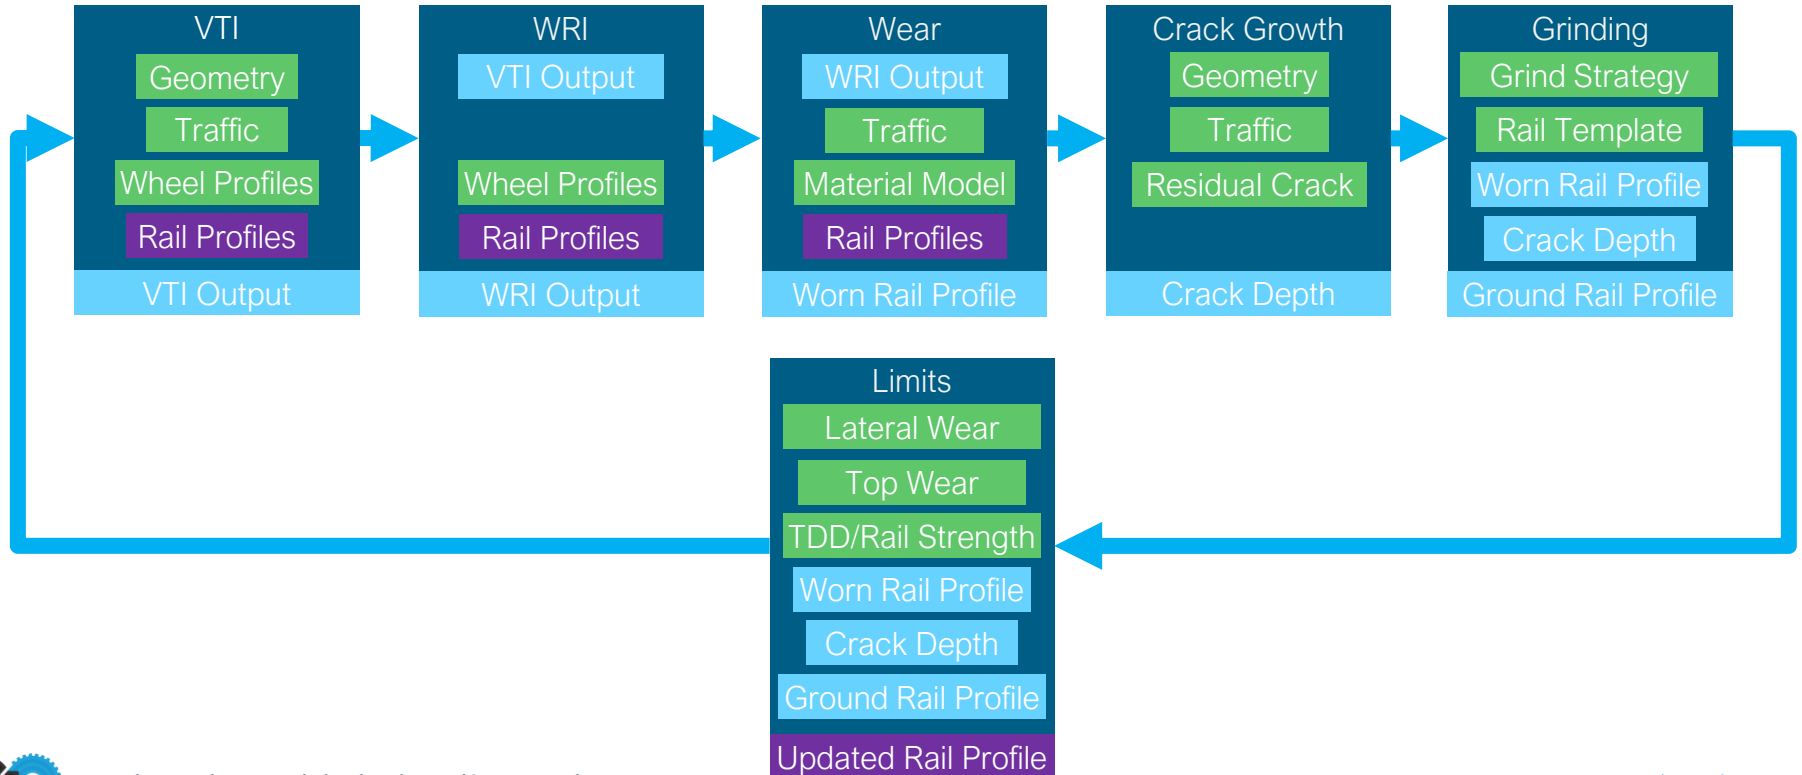 VTI
Geometry
Traffic
Wheel Profiles
Rail Profiles
VTI Output
WRI
VTI Output
Wheel Profiles
Rail Profiles
WRI Output
Wear
WRI Output
Traffic
Material Model
Rail Profiles
Worn Rail Profile
Crack Growth
Geometry
Traffic
Residual Crack
Crack Depth
Grinding
Grind Strategy
Rail Template
Worn Rail Profile
Crack Depth
Ground Rail Profile
Limits
Lateral Wear
Top Wear
TDD/Rail Strength
Worn Rail Profile
Crack Depth
Ground Rail Profile
Updated Rail Profile